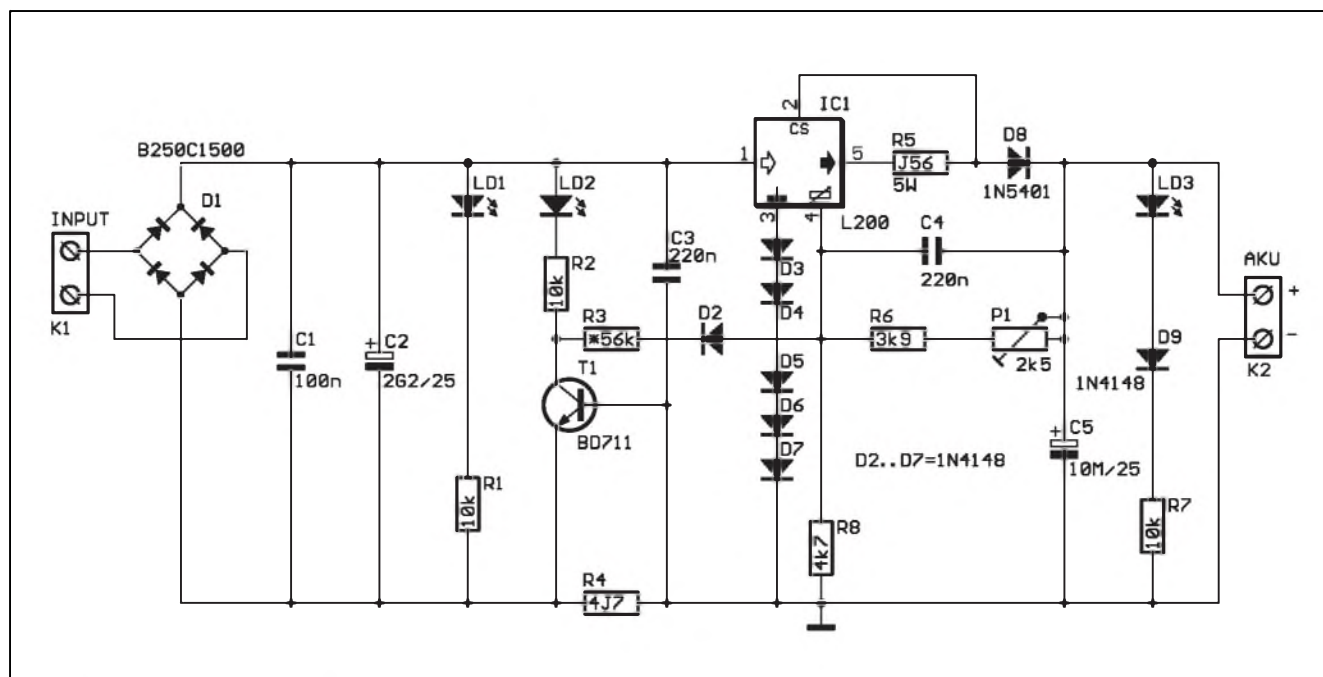 2
IC1
CS
B250C1500
D1
1
5
R5
J56
5W
D8
1N5401
INPUT
K1
LD1
LD2
LD3
3
4
L200
C3
220n
C4
220n
D3
D4
R2
10k
AKU
+
-
K2
R3
*56k
D2
R6
3k9
P1
2k5
C1
100n
+
C2
2G2/25
T1
BD711
D5
D6
D7
D9
1N4148
+
C5
10M/25
D2..D7=1N4148
R1
10k
R8
4k7
R7
10k
R4
4J7